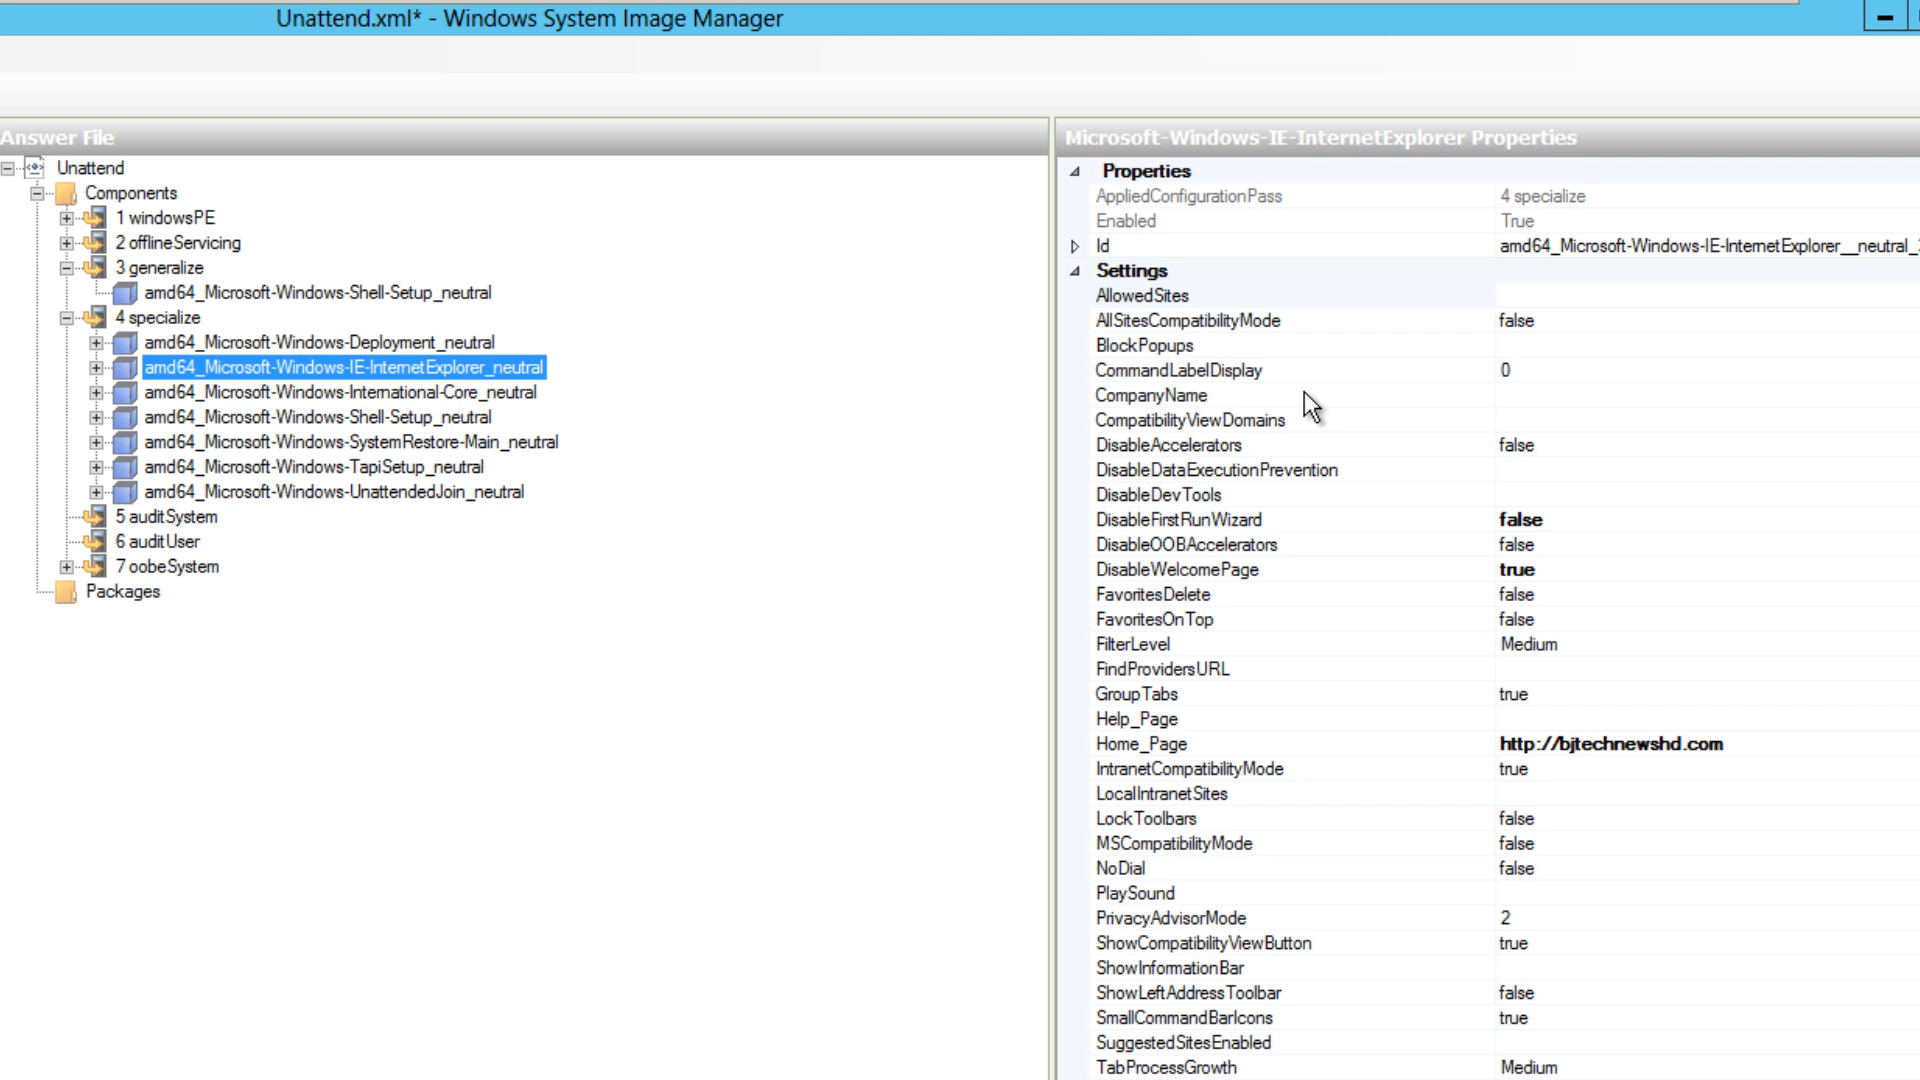 Unattend.xml* - Windows System Image Manager
Answer File
Unattend
Components
1 windowsPE
2 offlineServicing
3 generalize
amd64_Microsoft-Windows-Shell-Setup_neutral
4 specialize
amd64_Microsoft-Windows-Deployment_neutral
amd64_Microsoft-Windows-IE-InternetExplorer_neutral
amd64_Microsoft-Windows-International-Core_neutral
amd64_Microsoft-Windows-Shell-Setup_neutral
amd64_Microsoft-Windows-SystemRestore-Main_neutral
amd64_Microsoft-Windows-TapiSetup_neutral
amd64_Microsoft-Windows-UnattendedJoin_neutral
5 auditSystem
6 auditUser
7 oobeSystem
Packages
Microsoft-Windows-IE-InternetExplorer Properties
Properties
AppliedConfigurationPass 4 specialize
Enabled True
Id amd64_Microsoft-Windows-IE-InternetExplorer__neutral_
Settings
AllowedSites
AllSitesCompatibilityMode false
BlockPopups
CommandLabelDisplay 0
CompanyName
CompatibilityViewDomains
DisableAccelerators false
DisableDataExecutionPrevention
DisableDevTools
DisableFirstRunWizard false
DisableOOBAccelerators false
DisableWelcomePage true
FavoritesDelete false
FavoritesOnTop false
FilterLevel Medium
FindProvidersURL
GroupTabs true
Help_Page
Home_Page http://bjtechnewshd.com
IntranetCompatibilityMode true
LocalIntranetSites
LockToolbars false
MSCompatibilityMode false
NoDial false
PlaySound
PrivacyAdvisorMode 2
ShowCompatibilityViewButton true
ShowInformationBar
ShowLeftAddressToolbar false
SmallCommandBarIcons true
SuggestedSitesEnabled
TabProcessGrowth Medium